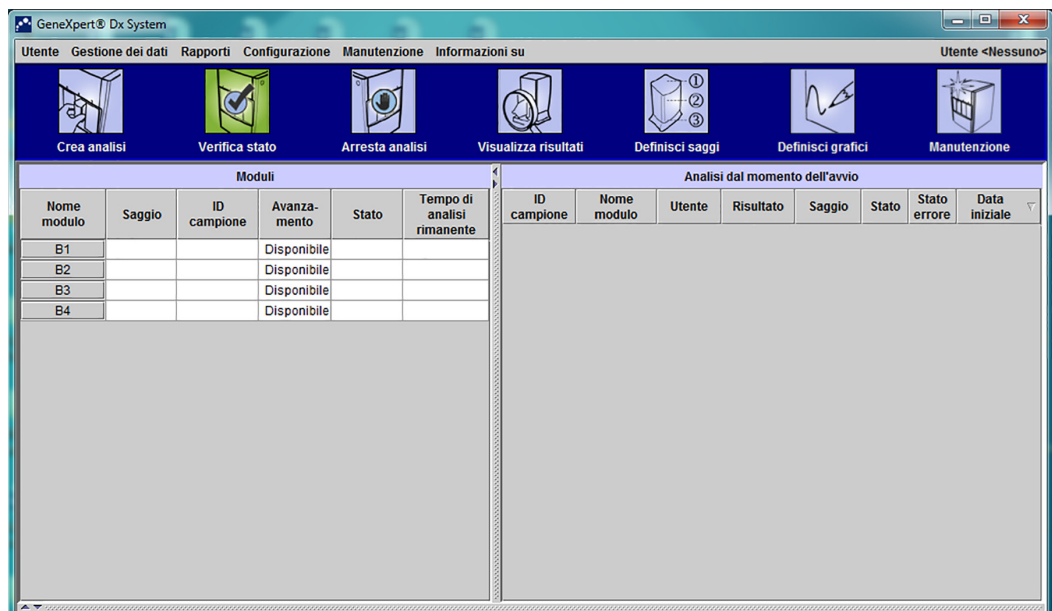 GeneXpert® Dx System
Utente Gestione dei dati Rapporti Configurazione Manutenzione Informazioni su Utente <Nessuno>
Crea analisi Verifica stato Arresta analisi Visualizza risultati Definisci saggi Definisci grafici Manutenzione
1
2
3
Moduli
Nome modulo Saggio ID campione Avanza-mento Stato Tempo di analisi rimanente
B1 Disponibile
B2 Disponibile
B3 Disponibile
B4 Disponibile
Analisi dal momento dell'avvio
ID campione Nome modulo Utente Risultato Saggio Stato Stato errore Data iniziale